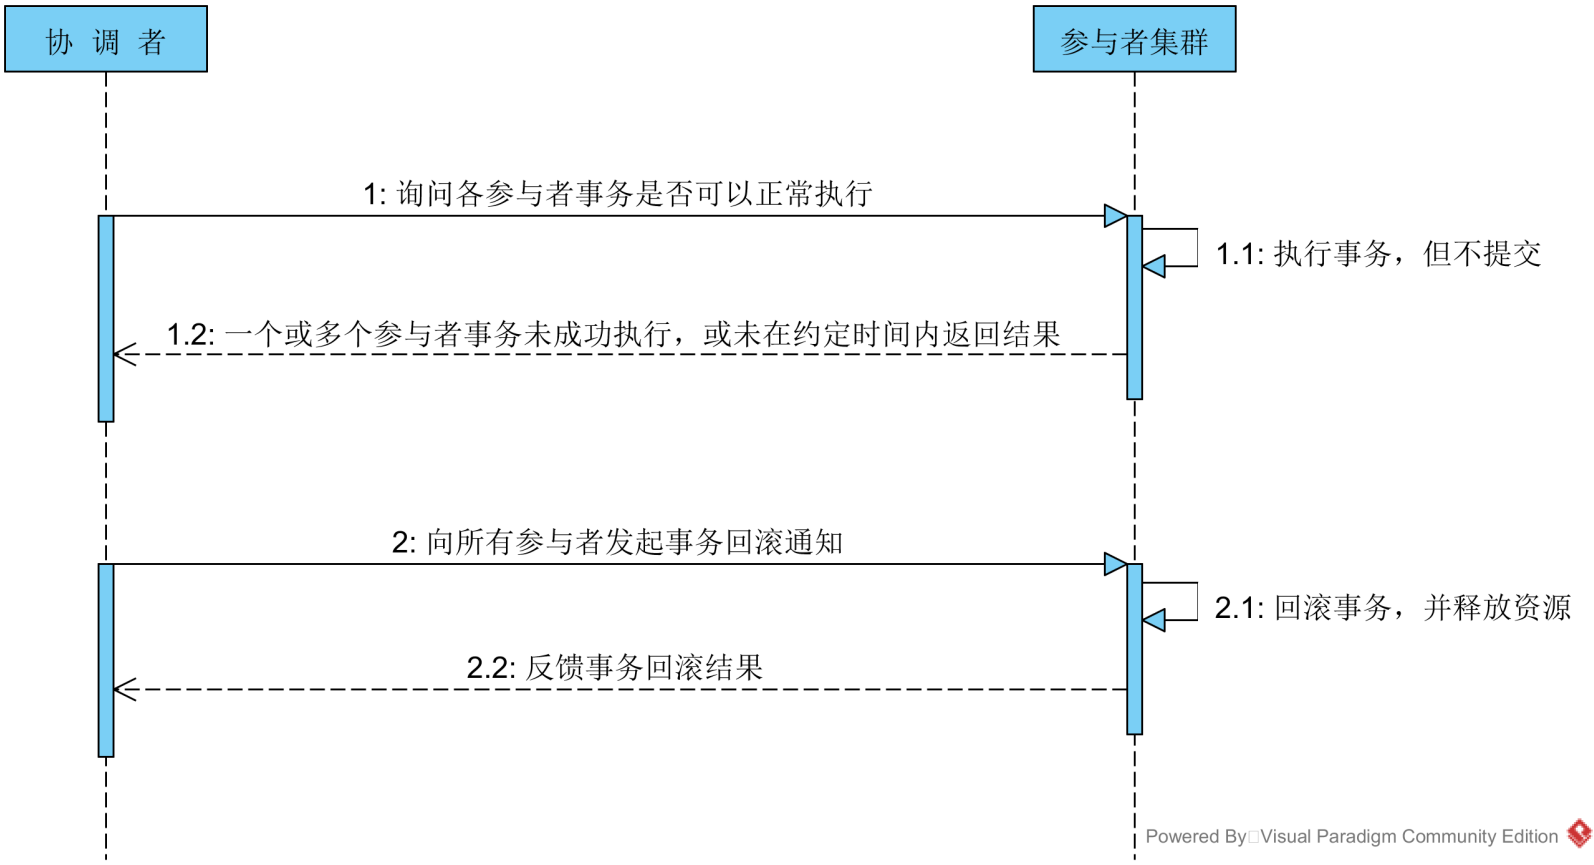 协 调 者
参与者集群
1: 询问各参与者事务是否可以正常执行
1.1: 执行事务，但不提交
1.2: 一个或多个参与者事务未成功执行，或未在约定时间内返回结果
2: 向所有参与者发起事务回滚通知
2.1: 回滚事务，并释放资源
2.2: 反馈事务回滚结果
Powered By□Visual Paradigm Community Edition